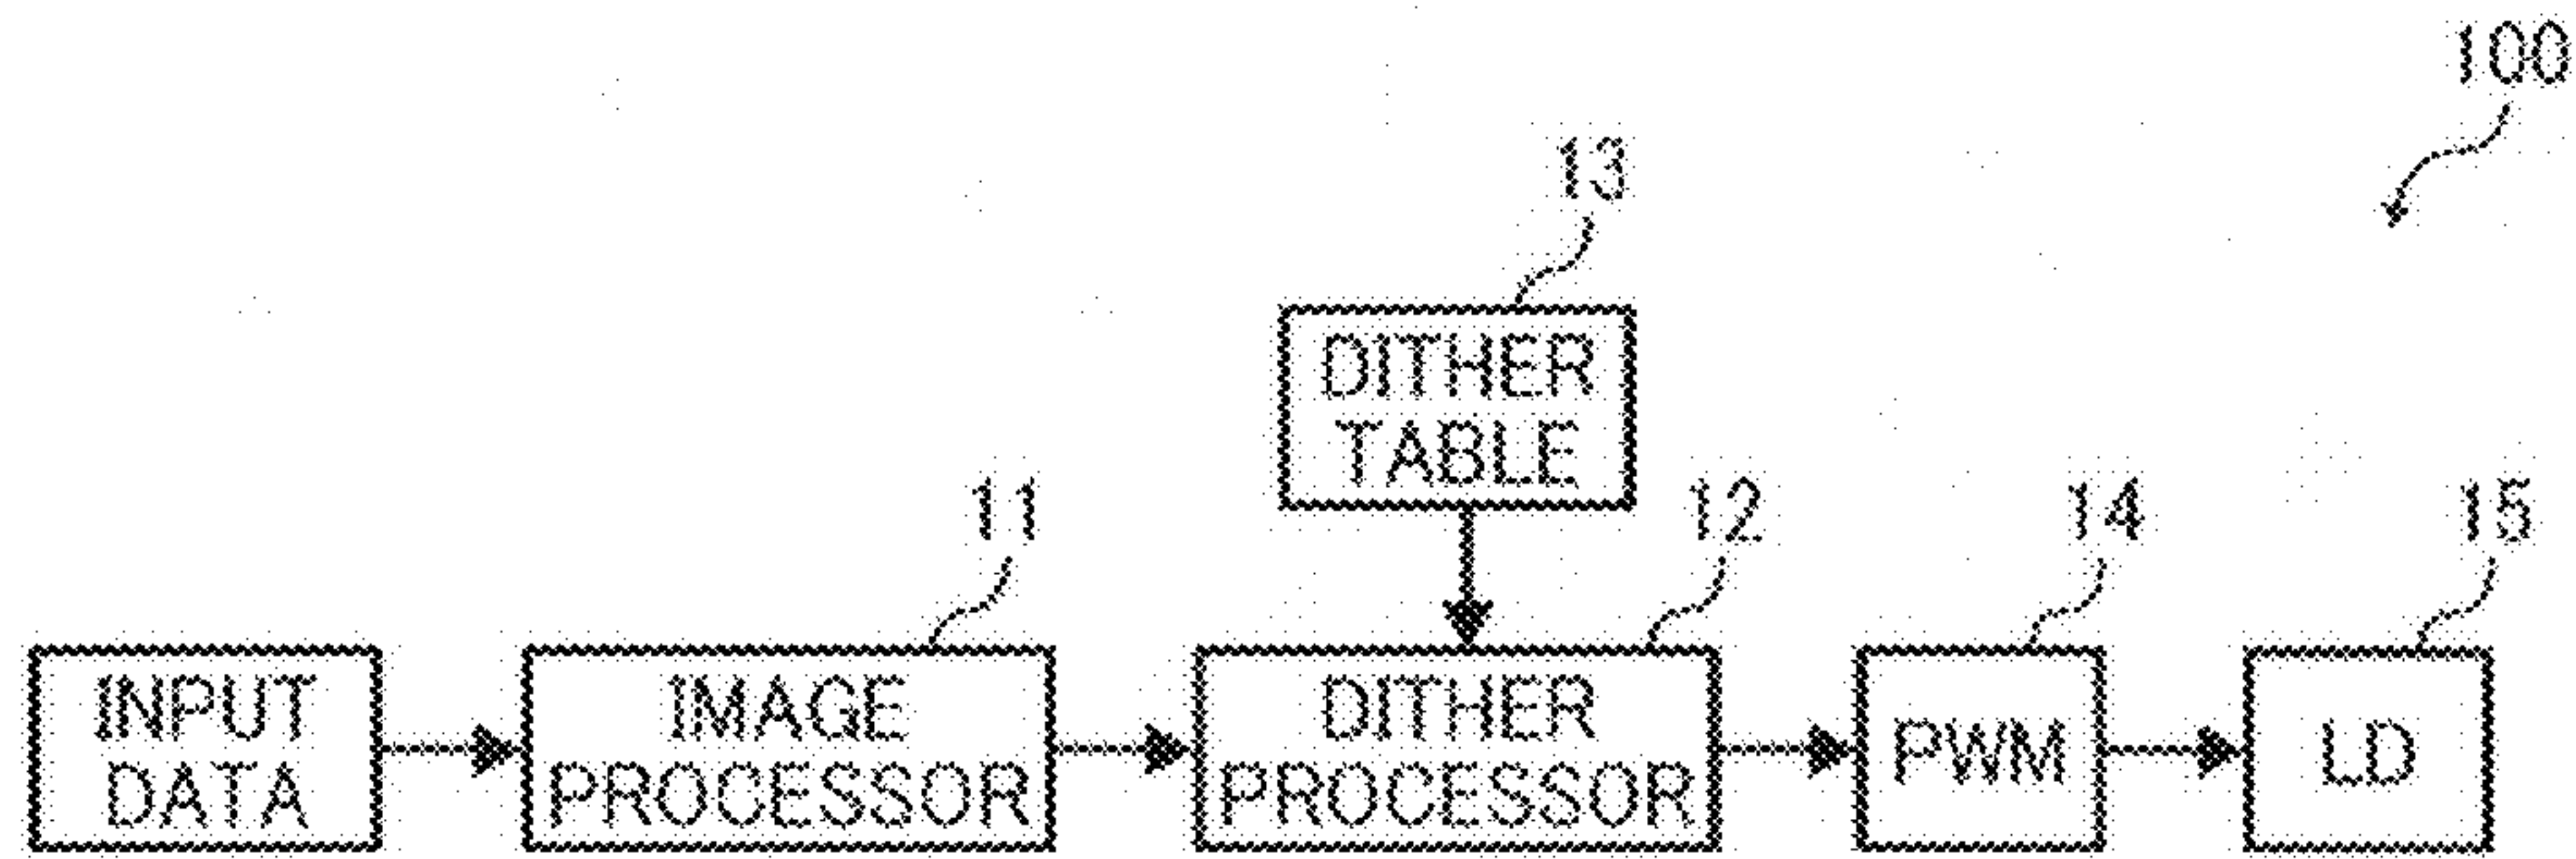 100
13
DITHER
TABLE
11
12
14
15
INPUT
DATA
IMAGE
PROCESSOR
DITHER
PROCESSOR
PWM
LD